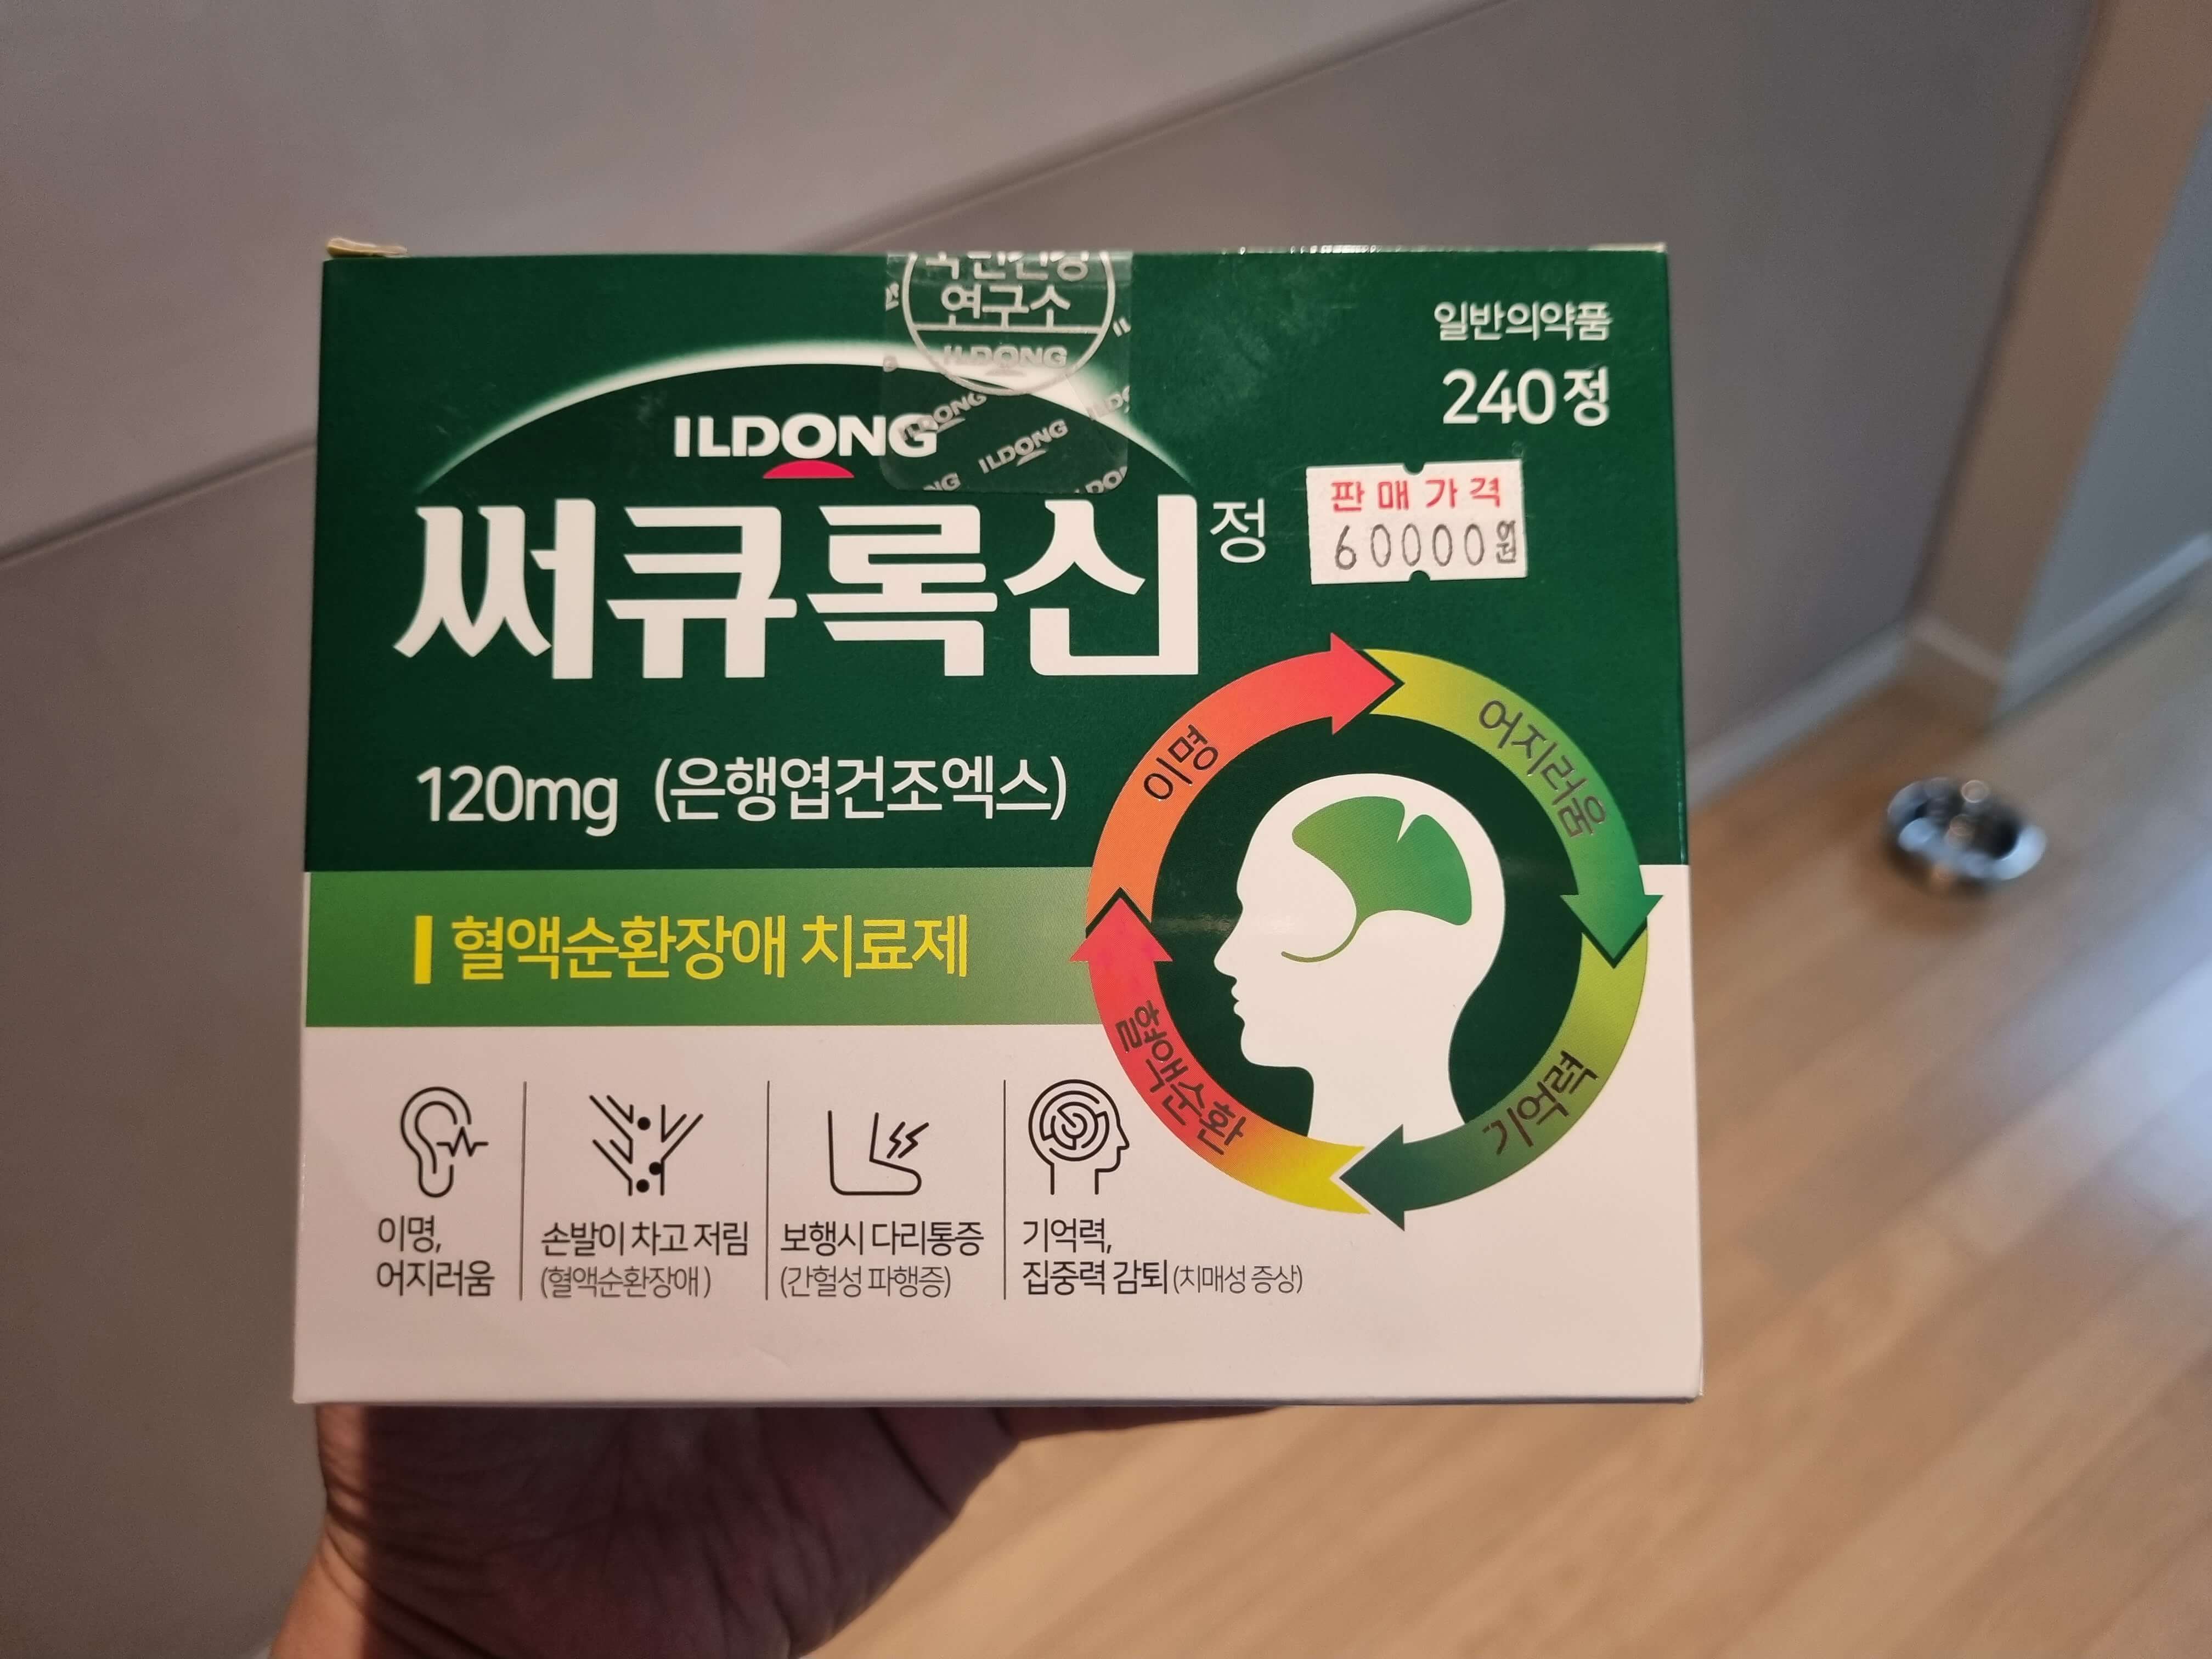 연구소
ILDONG
일반의약품
240정
ILDONG
ILDONG
판매가격
60000원
써큐록신정
120mg (은행엽건조엑스)
이명
어지러움
기억력
혈액순환
혈액순환장애 치료제
이명,
어지러움
손발이 차고 저림
(혈액순환장애)
보행시 다리통증
(간헐성 파행증)
기억력,
집중력 감퇴 (치매성 증상)